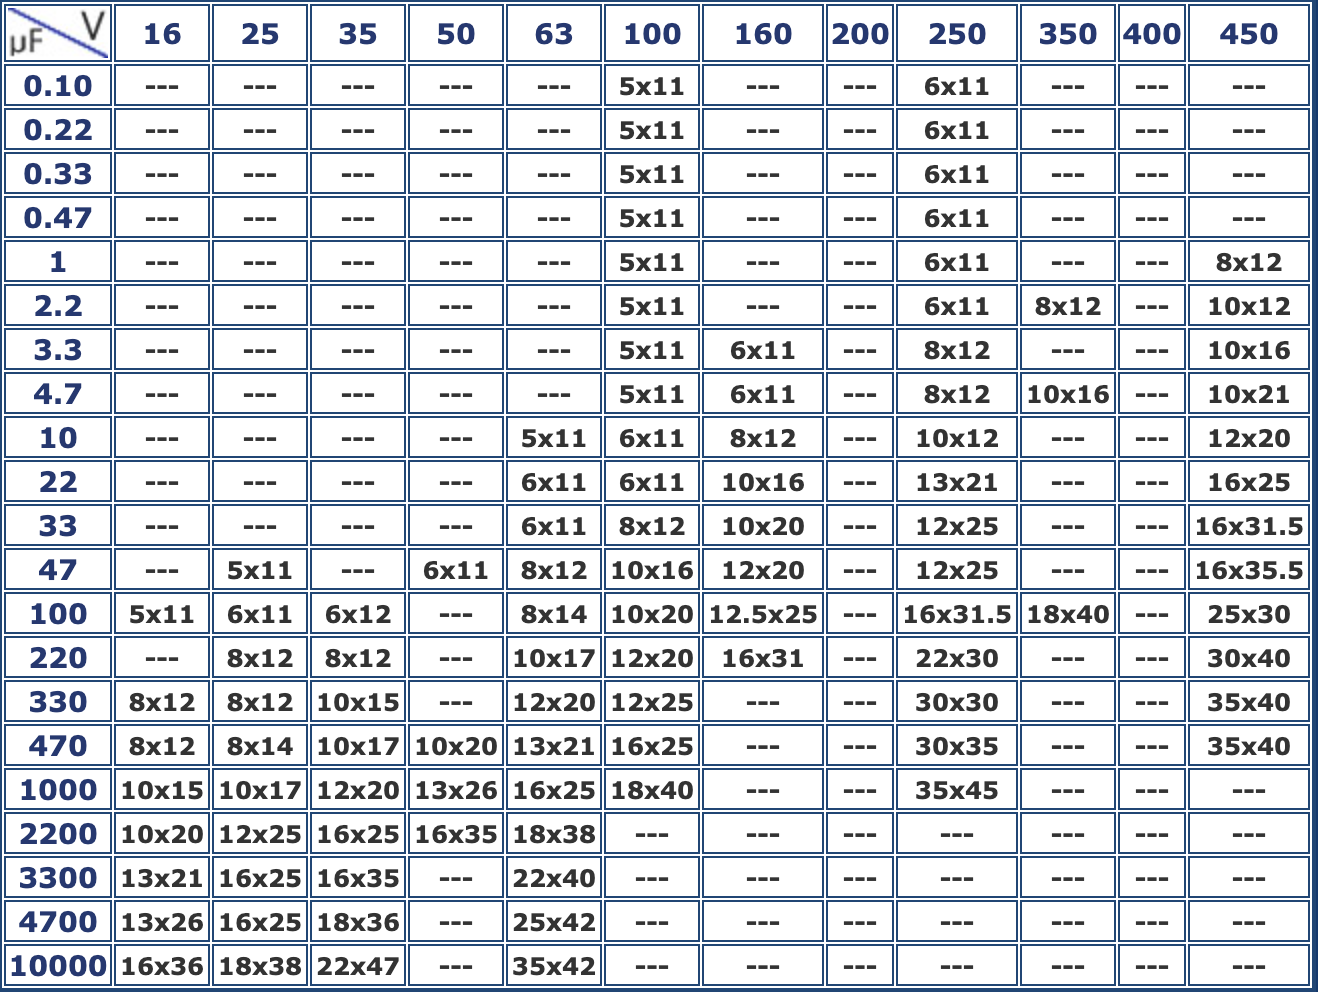 µF V 16 25 35 50 63 100 160 200 250 350 400 450
0.10 --- --- --- --- --- 5x11 --- --- 6x11 --- --- ---
0.22 --- --- --- --- --- 5x11 --- --- 6x11 --- --- ---
0.33 --- --- --- --- --- 5x11 --- --- 6x11 --- --- ---
0.47 --- --- --- --- --- 5x11 --- --- 6x11 --- --- ---
1 --- --- --- --- --- 5x11 --- --- 6x11 --- --- 8x12
2.2 --- --- --- --- --- 5x11 --- --- 6x11 8x12 --- 10x12
3.3 --- --- --- --- --- 5x11 6x11 --- 8x12 --- --- 10x16
4.7 --- --- --- --- --- 5x11 6x11 --- 8x12 10x16 --- 10x21
10 --- --- --- --- 5x11 6x11 8x12 --- 10x12 --- --- 12x20
22 --- --- --- --- 6x11 6x11 10x16 --- 13x21 --- --- 16x25
33 --- --- --- --- 6x11 8x12 10x20 --- 12x25 --- --- 16x31.5
47 --- 5x11 --- 6x11 8x12 10x16 12x20 --- 12x25 --- --- 16x35.5
100 5x11 6x11 6x12 --- 8x14 10x20 12.5x25 --- 16x31.5 18x40 --- 25x30
220 --- 8x12 8x12 --- 10x17 12x20 16x31 --- 22x30 --- --- 30x40
330 8x12 8x12 10x15 --- 12x20 12x25 --- --- 30x30 --- --- 35x40
470 8x12 8x14 10x17 10x20 13x21 16x25 --- --- 30x35 --- --- 35x40
1000 10x15 10x17 12x20 13x26 16x25 18x40 --- --- 35x45 --- --- ---
2200 10x20 12x25 16x25 16x35 18x38 --- --- --- --- --- --- ---
3300 13x21 16x25 16x35 --- 22x40 --- --- --- --- --- --- ---
4700 13x26 16x25 18x36 --- 25x42 --- --- --- --- --- --- ---
10000 16x36 18x38 22x47 --- 35x42 --- --- --- --- --- --- ---